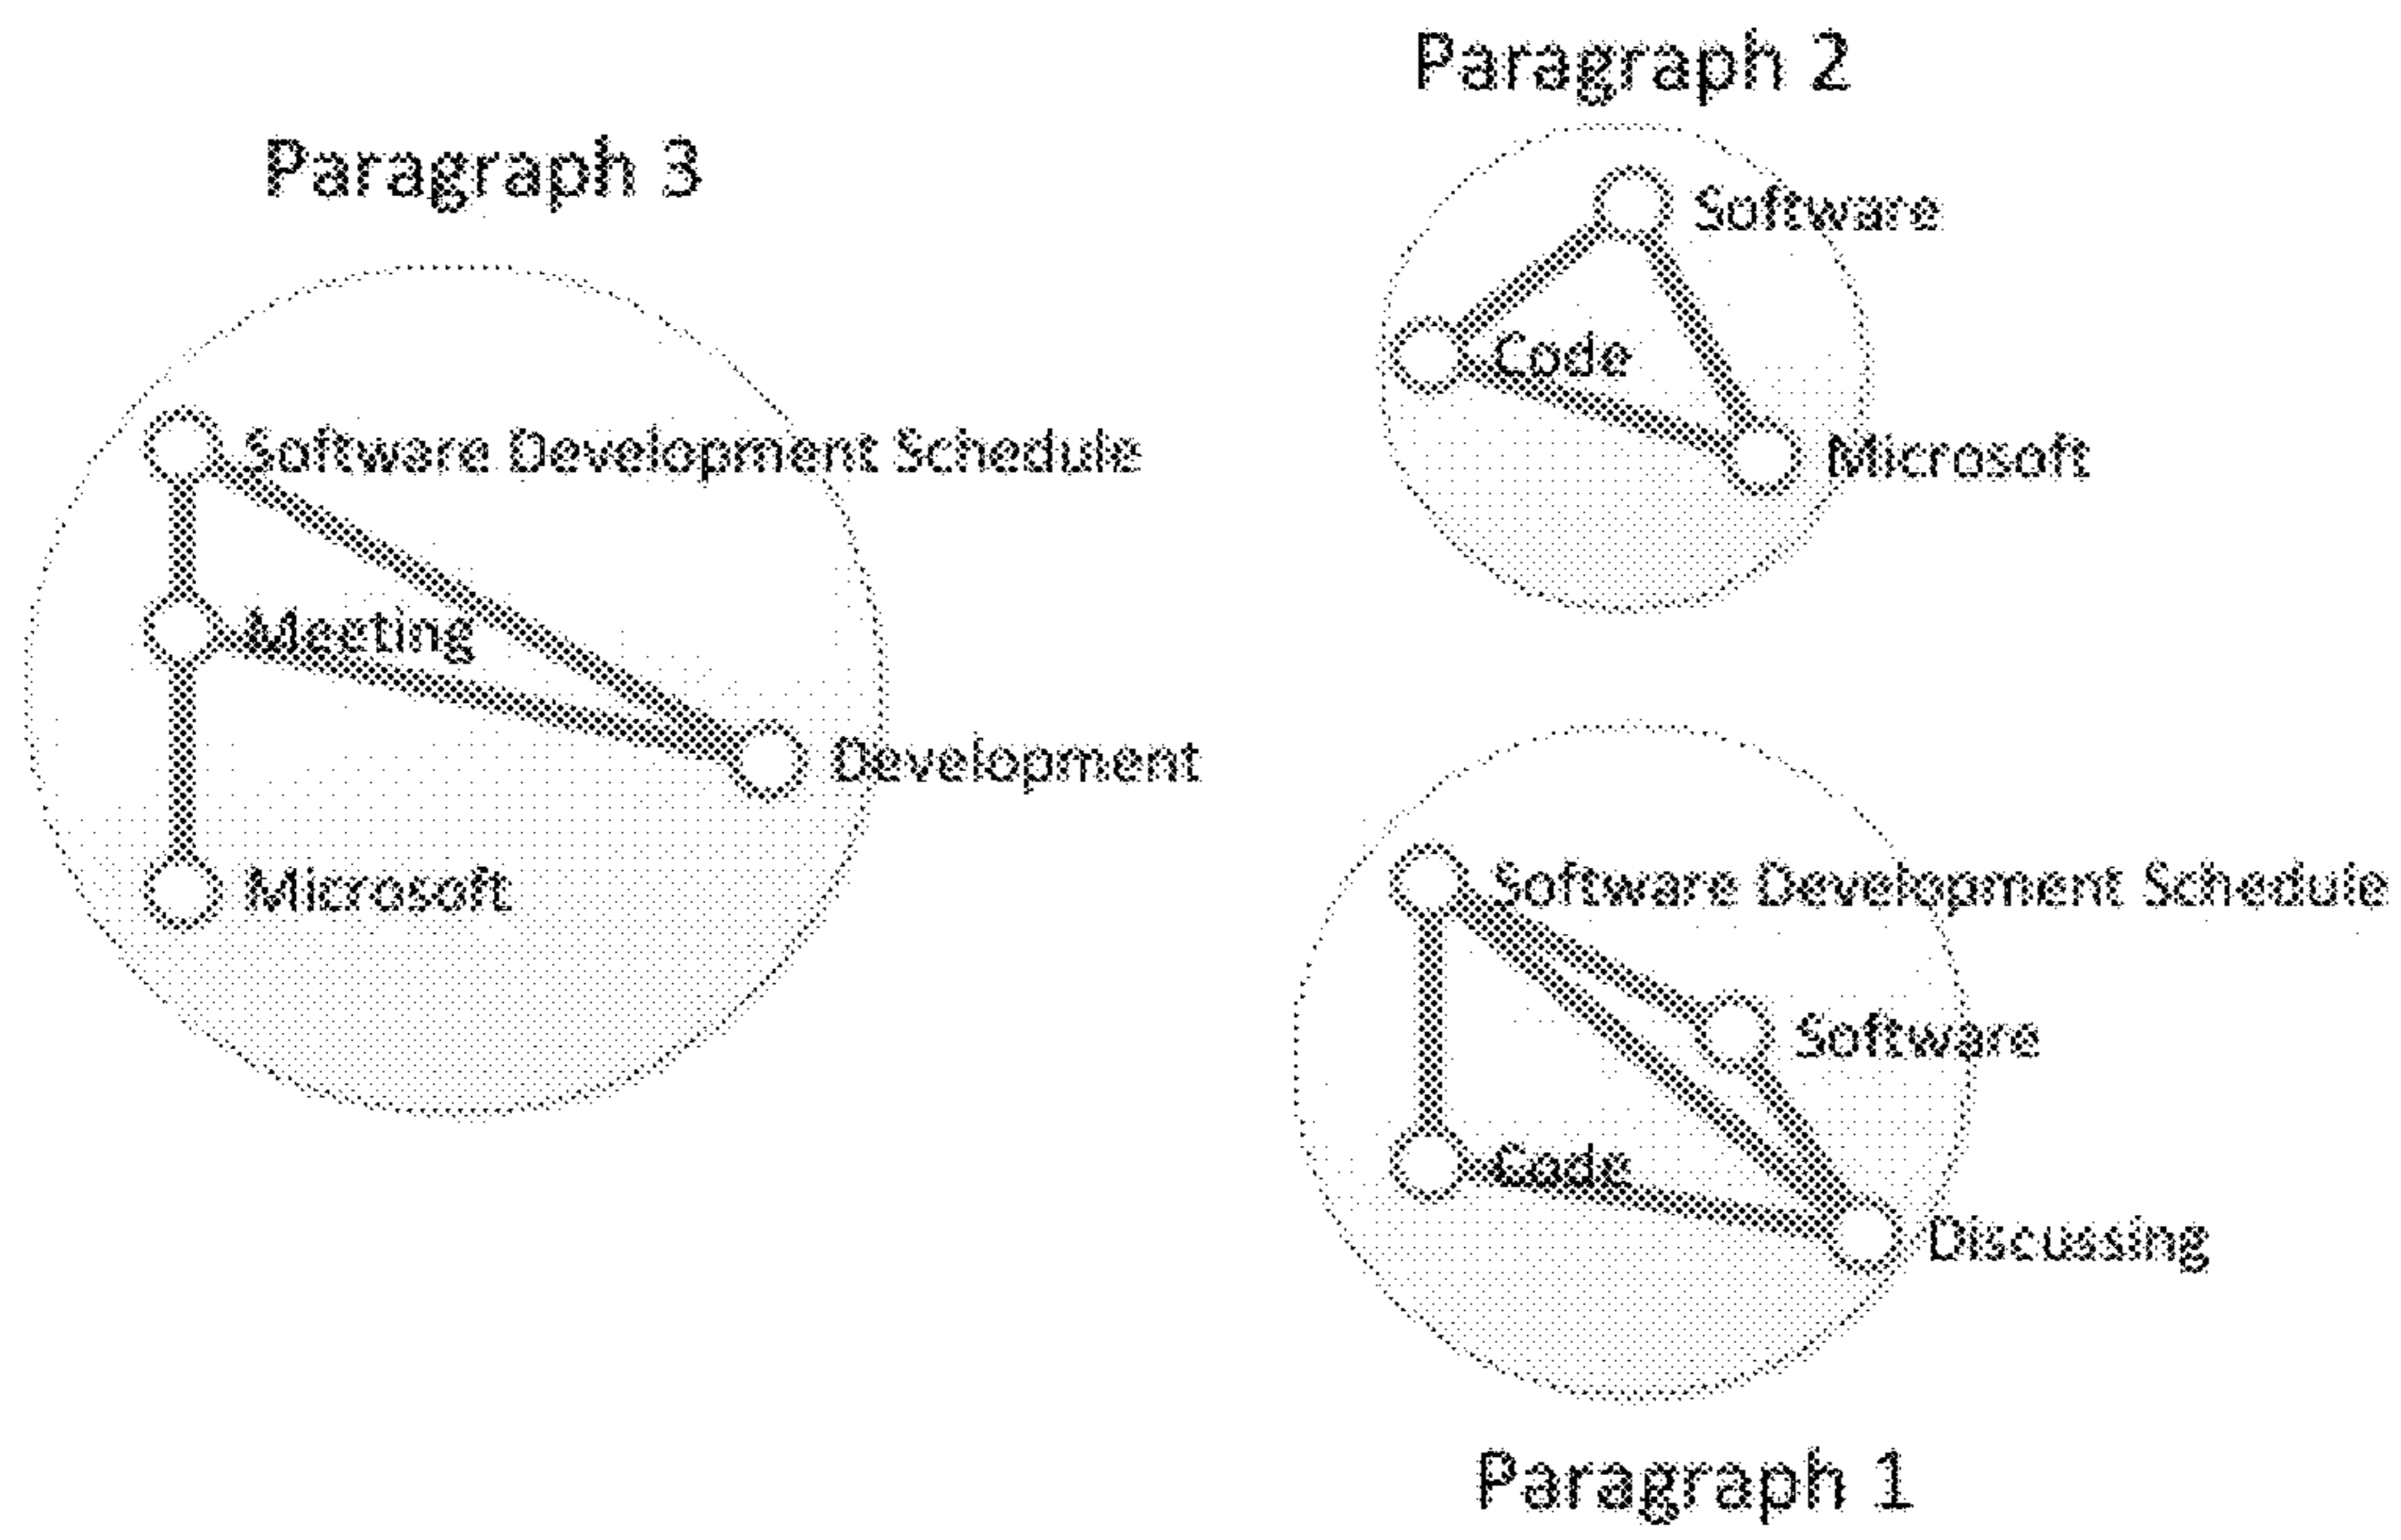 Paragraph 3
Software Development Schedule
Meeting
Development
Microsoft
Paragraph 2
Software
Code
Microsoft
Software Development Schedule
Software
Code
Discussing
Paragraph 1